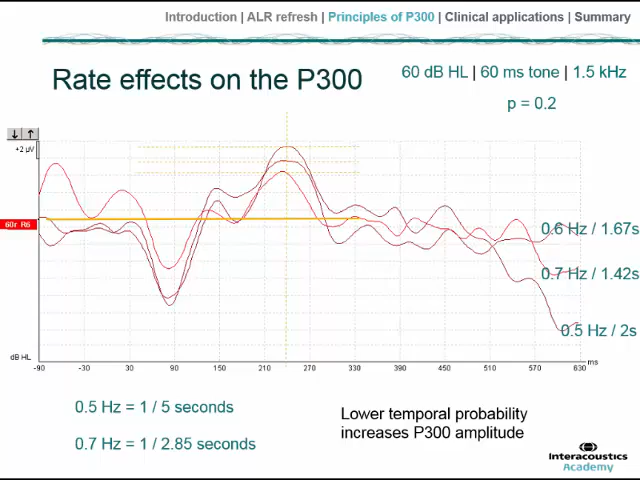 Introduction | ALR refresh | Principles of P300 | Clinical applications | Summary
Rate effects on the P300
60 dB HL | 60 ms tone | 1.5 kHz
p = 0.2
+2 µV
60r R6
0.6 Hz / 1.67s
0.7 Hz / 1.42s
0.5 Hz / 2s
dB HL
-90 -30 30 90 150 210 270 330 390 450 510 570 630 ms
0.5 Hz = 1 / 5 seconds
0.7 Hz = 1 / 2.85 seconds
Lower temporal probability
increases P300 amplitude
Interacoustics
Academy